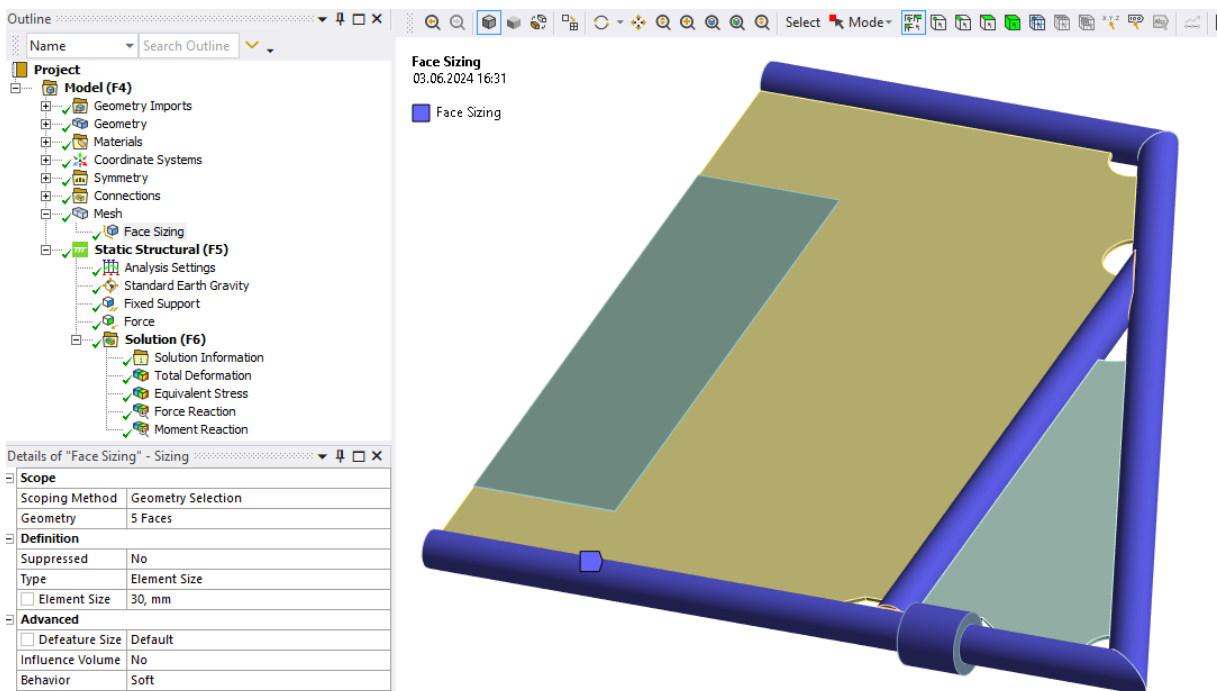 Outline
Name
Search Outline
Project
Model (F4)
Geometry Imports
Geometry
Materials
Coordinate Systems
Symmetry
Connections
Mesh
Face Sizing
Static Structural (F5)
Analysis Settings
Standard Earth Gravity
Fixed Support
Force
Solution (F6)
Solution Information
Total Deformation
Equivalent Stress
Force Reaction
Moment Reaction
Details of "Face Sizing" - Sizing
Scope
Scoping Method Geometry Selection
Geometry 5 Faces
Definition
Suppressed No
Type Element Size
Element Size 30, mm
Advanced
Defeature Size Default
Influence Volume No
Behavior Soft
Select Mode
Face Sizing
03.06.2024 16:31
Face Sizing